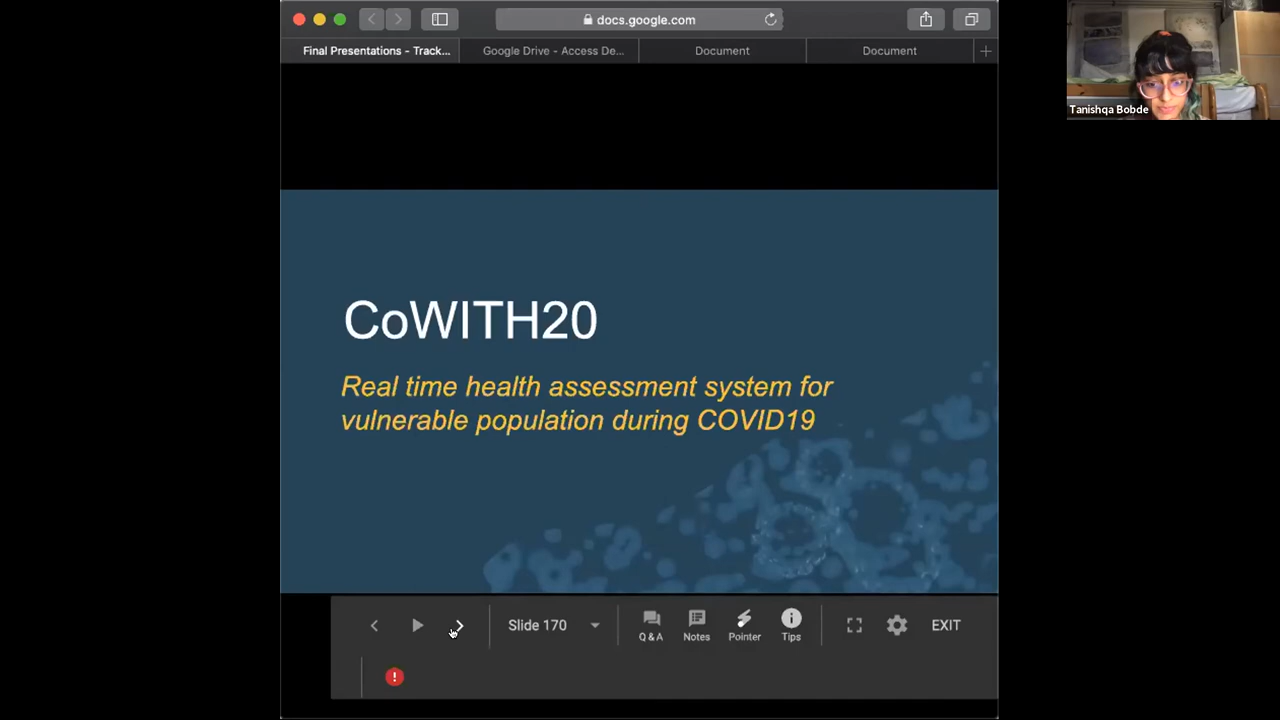 docs.google.com
Final Presentations - Track...
Google Drive - Access De...
Document
Document
Tanishqa Bobde
CoWITH20
Real time health assessment system for
vulnerable population during COVID19
Slide 170
Q & A
Notes
Pointer
Tips
EXIT